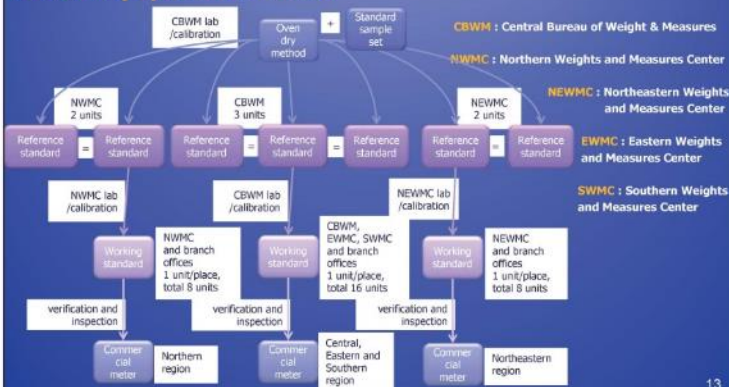 CBWM lab
/calibration
Oven
dry
method
+
Standard
sample
set
CBWM : Central Bureau of Weight & Measures
NWMC : Northern Weights and Measures Center
NEWMC : Northeastern Weights
and Measures Center
EWMC : Eastern Weights
and Measures Center
SWMC : Southern Weights
and Measures Center
NWMC
2 units
CBWM
3 units
NEWMC
2 units
Reference
standard
=
Reference
standard
Reference
standard
=
Reference
standard
=
Reference
standard
Reference
standard
=
Reference
standard
NWMC lab
/calibration
CBWM lab
/calibration
NEWMC lab
/calibration
Working
standard
NWMC
and branch
offices
1 unit/place,
total 8 units
Working
standard
CBWM,
EWMC, SWMC
and branch
offices
1 unit/place,
total 16 units
Working
standard
NEWMC
and branch
offices
1 unit/place,
total 8 units
verification and
inspection
verification and
inspection
verification and
inspection
Commer
cial
meter
Northern
region
Commer
cial
meter
Central,
Eastern and
Southern
region
Commer
cial
meter
Northeastern
region
13